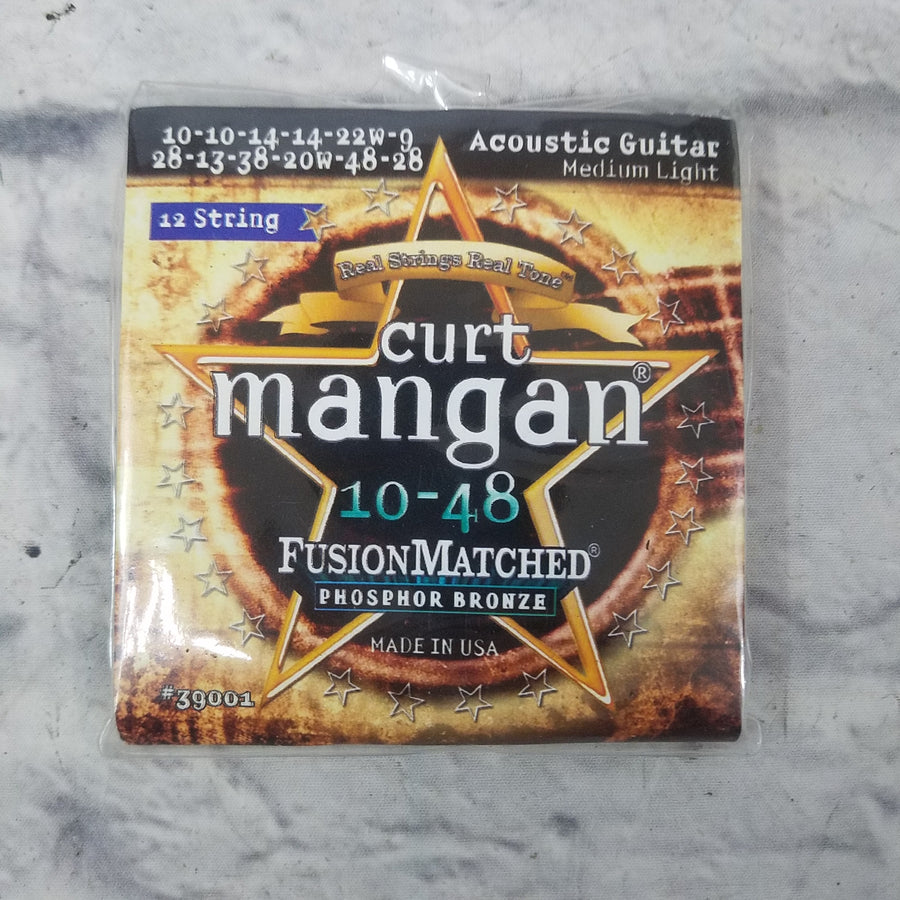 10-10-14-14-22W-9
28-13-38-20W-48-28
Acoustic Guitar
Medium Light
12 String
Real Strings Real Tone™
curt
mangan®
10-48
FUSIONMATCHED®
PHOSPHOR BRONZE
MADE IN USA
#39001